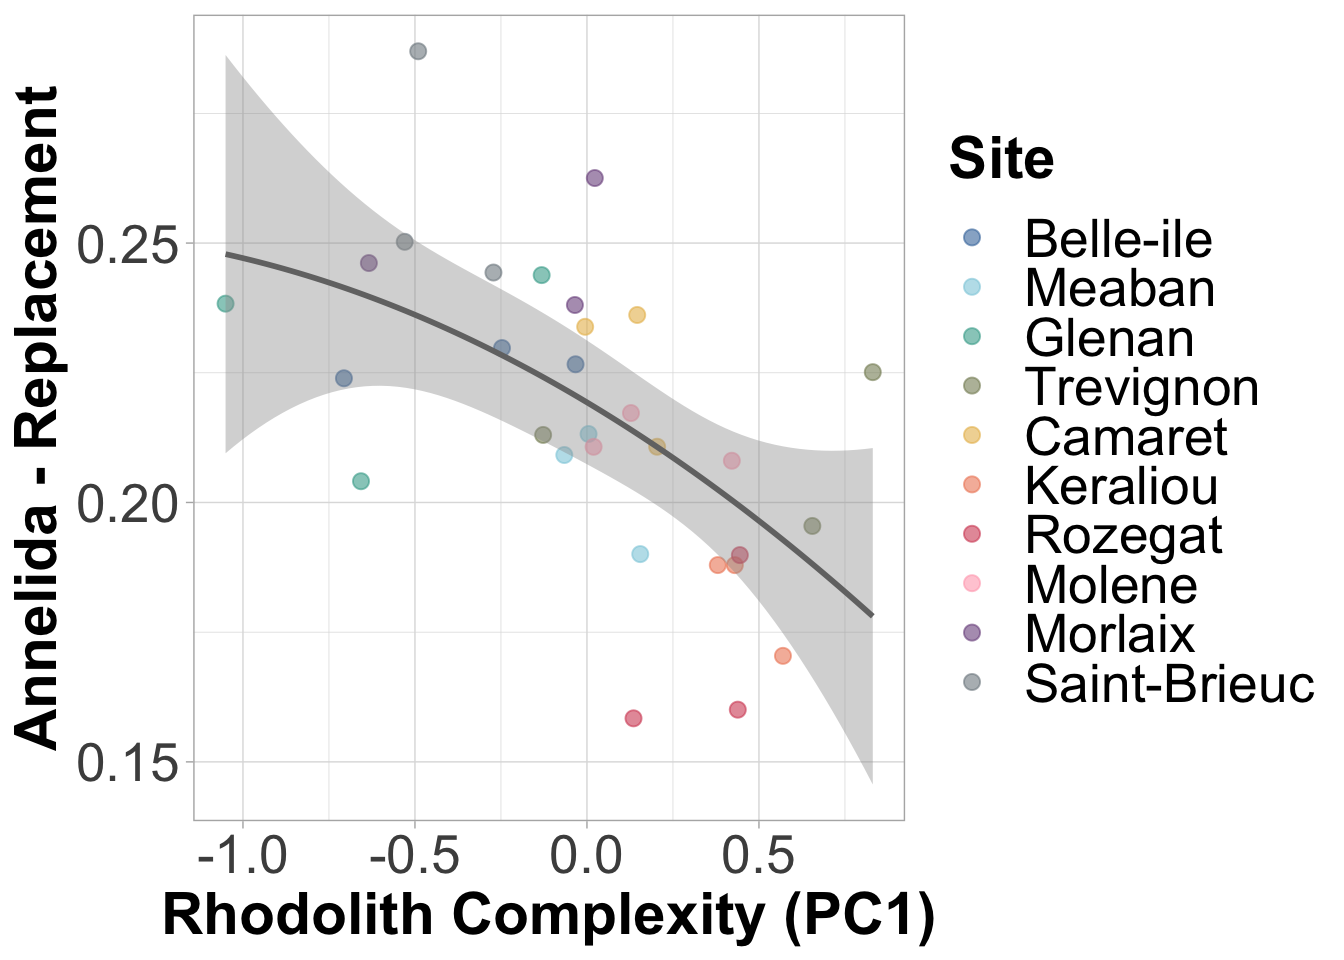 Annelida - Replacement
0.25
0.20
0.15
-1.0
-0.5
0.0
0.5
Rhodolith Complexity (PC1)
Site
Belle-ile
Meaban
Glenan
Trevignon
Camaret
Keraliou
Rozegat
Molene
Morlaix
Saint-Brieuc